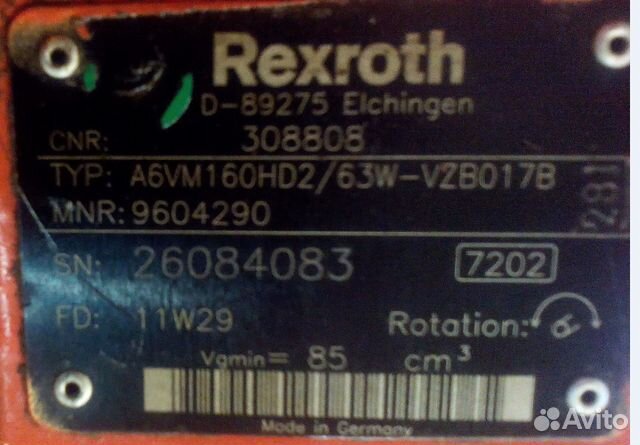 Rexroth
D-89275 Elchingen
CNR: 308808
TYP: A6VM160HD2/63W-VZB017B
MNR: 9604290
281
SN: 26084083 7202
FD: 11W29 Rotation:
Vgmin= 85 cm³
Made in Germany
Avito